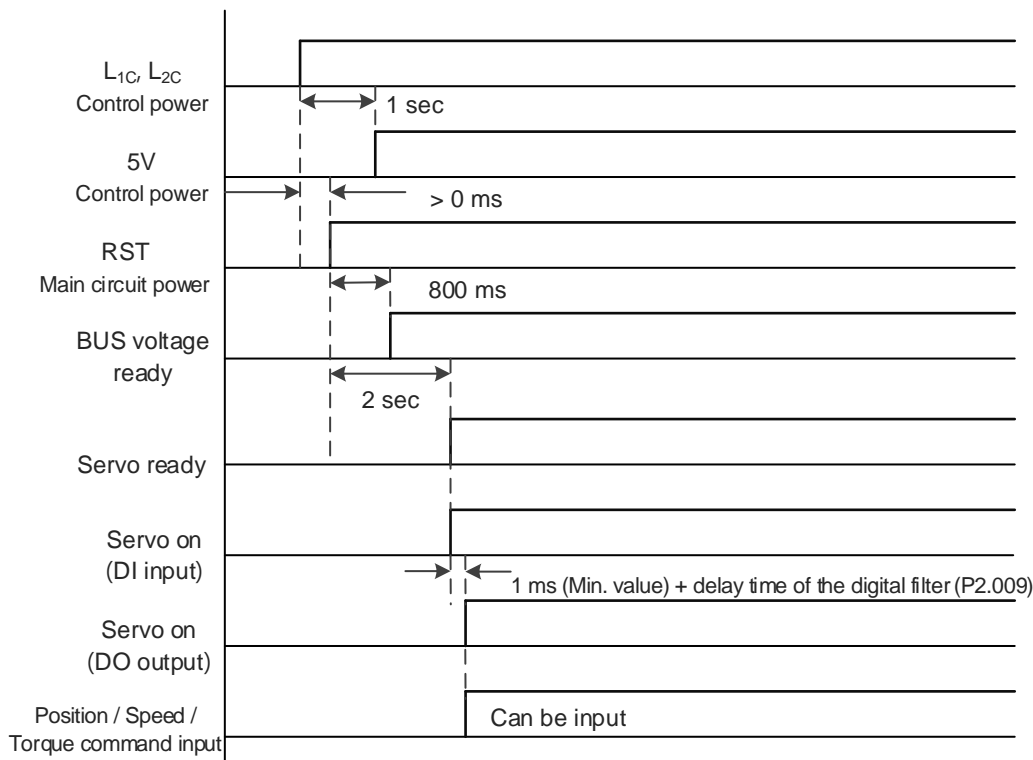 L1C, L2C
Control power
1 sec
5V
Control power
> 0 ms
RST
Main circuit power
800 ms
BUS voltage
ready
2 sec
Servo ready
Servo on
(DI input)
1 ms (Min. value) + delay time of the digital filter (P2.009)
Servo on
(DO output)
Position / Speed /
Torque command input
Can be input